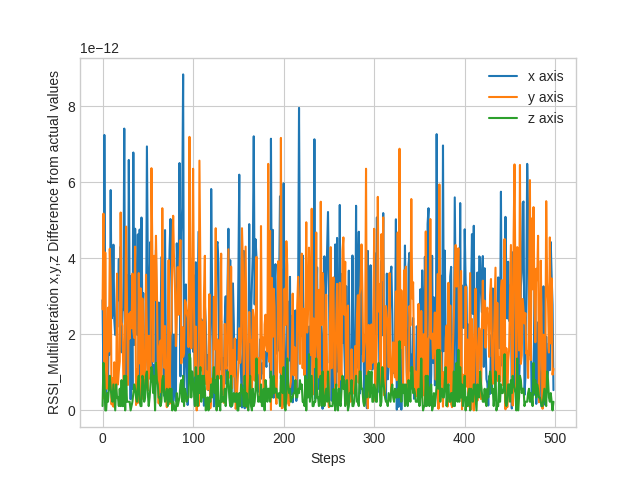 1e−12
x axis
y axis
z axis
8
6
4
2
0
RSSI_Multilateration x,y,z Difference from actual values
0 100 200 300 400 500
Steps